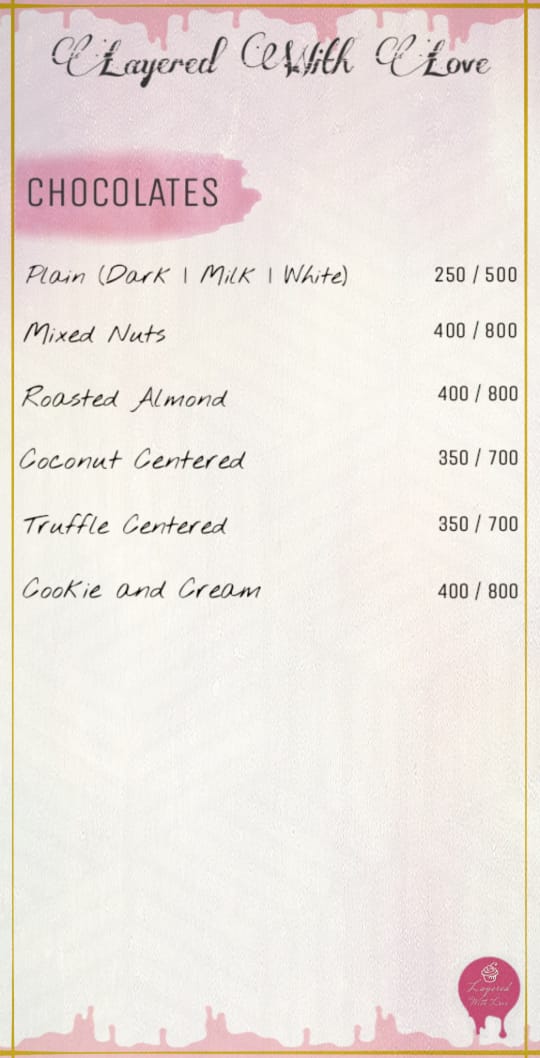 Layered With Love
CHOCOLATES
Plain (Dark | Milk | White) 250 / 500
Mixed Nuts 400 / 800
Roasted Almond 400 / 800
Coconut Centered 350 / 700
Truffle Centered 350 / 700
Cookie and Cream 400 / 800
Layered
With Love